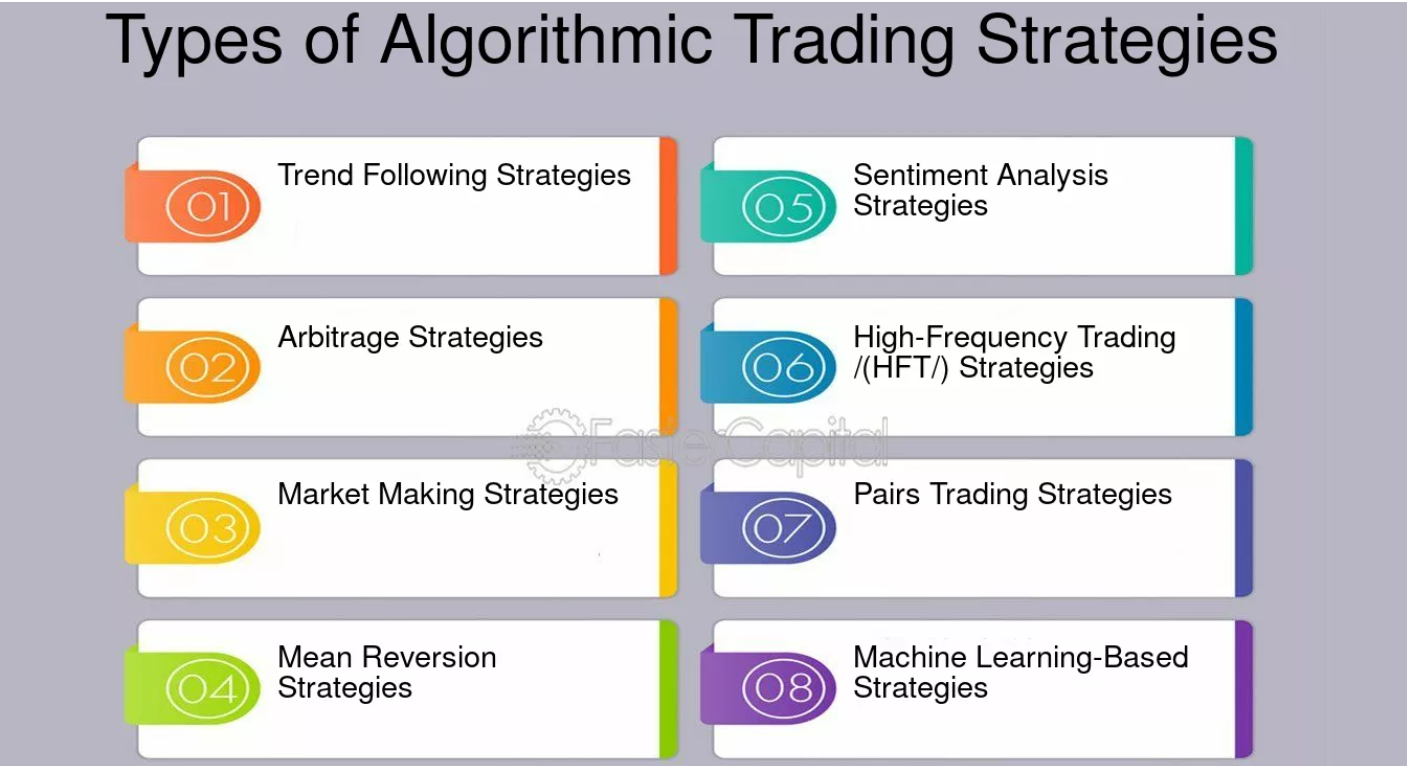 Types of Algorithmic Trading Strategies
01
Trend Following Strategies
02
Arbitrage Strategies
03
Market Making Strategies
04
Mean Reversion
Strategies
05
Sentiment Analysis
Strategies
06
High-Frequency Trading
/(HFT/) Strategies
07
Pairs Trading Strategies
08
Machine Learning-Based
Strategies
FasterCapital